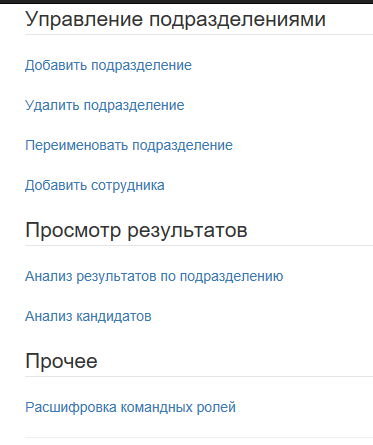 Управление подразделениями
Добавить подразделение
Удалить подразделение
Переименовать подразделение
Добавить сотрудника
Просмотр результатов
Анализ результатов по подразделению
Анализ кандидатов
Прочее
Расшифровка командных ролей